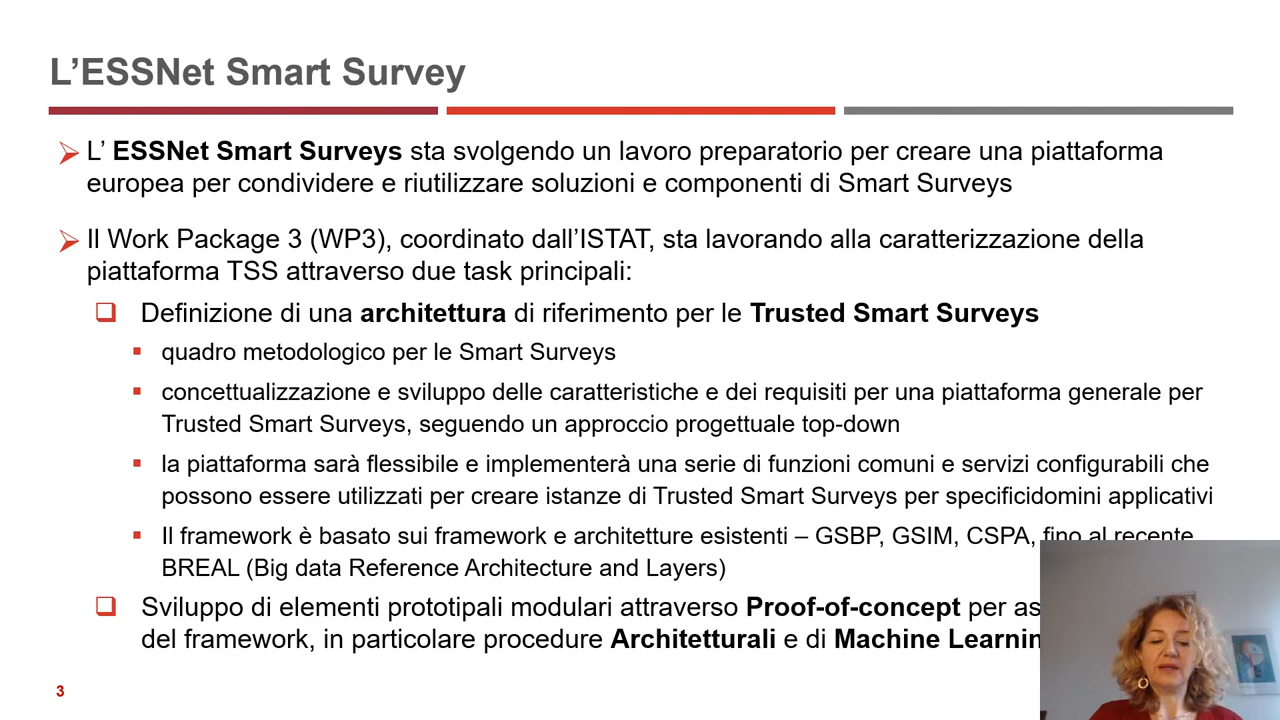 L’ESSNet Smart Survey
L’ ESSNet Smart Surveys sta svolgendo un lavoro preparatorio per creare una piattaforma
europea per condividere e riutilizzare soluzioni e componenti di Smart Surveys
Il Work Package 3 (WP3), coordinato dall’ISTAT, sta lavorando alla caratterizzazione della
piattaforma TSS attraverso due task principali:
Definizione di una architettura di riferimento per le Trusted Smart Surveys
quadro metodologico per le Smart Surveys
concettualizzazione e sviluppo delle caratteristiche e dei requisiti per una piattaforma generale per
Trusted Smart Surveys, seguendo un approccio progettuale top-down
la piattaforma sarà flessibile e implementerà una serie di funzioni comuni e servizi configurabili che
possono essere utilizzati per creare istanze di Trusted Smart Surveys per specificidomini applicativi
Il framework è basato sui framework e architetture esistenti – GSBP, GSIM, CSPA, fino al recente
BREAL (Big data Reference Architecture and Layers)
Sviluppo di elementi prototipali modulari attraverso Proof-of-concept per
del framework, in particolare procedure Architetturali e di Machine
3